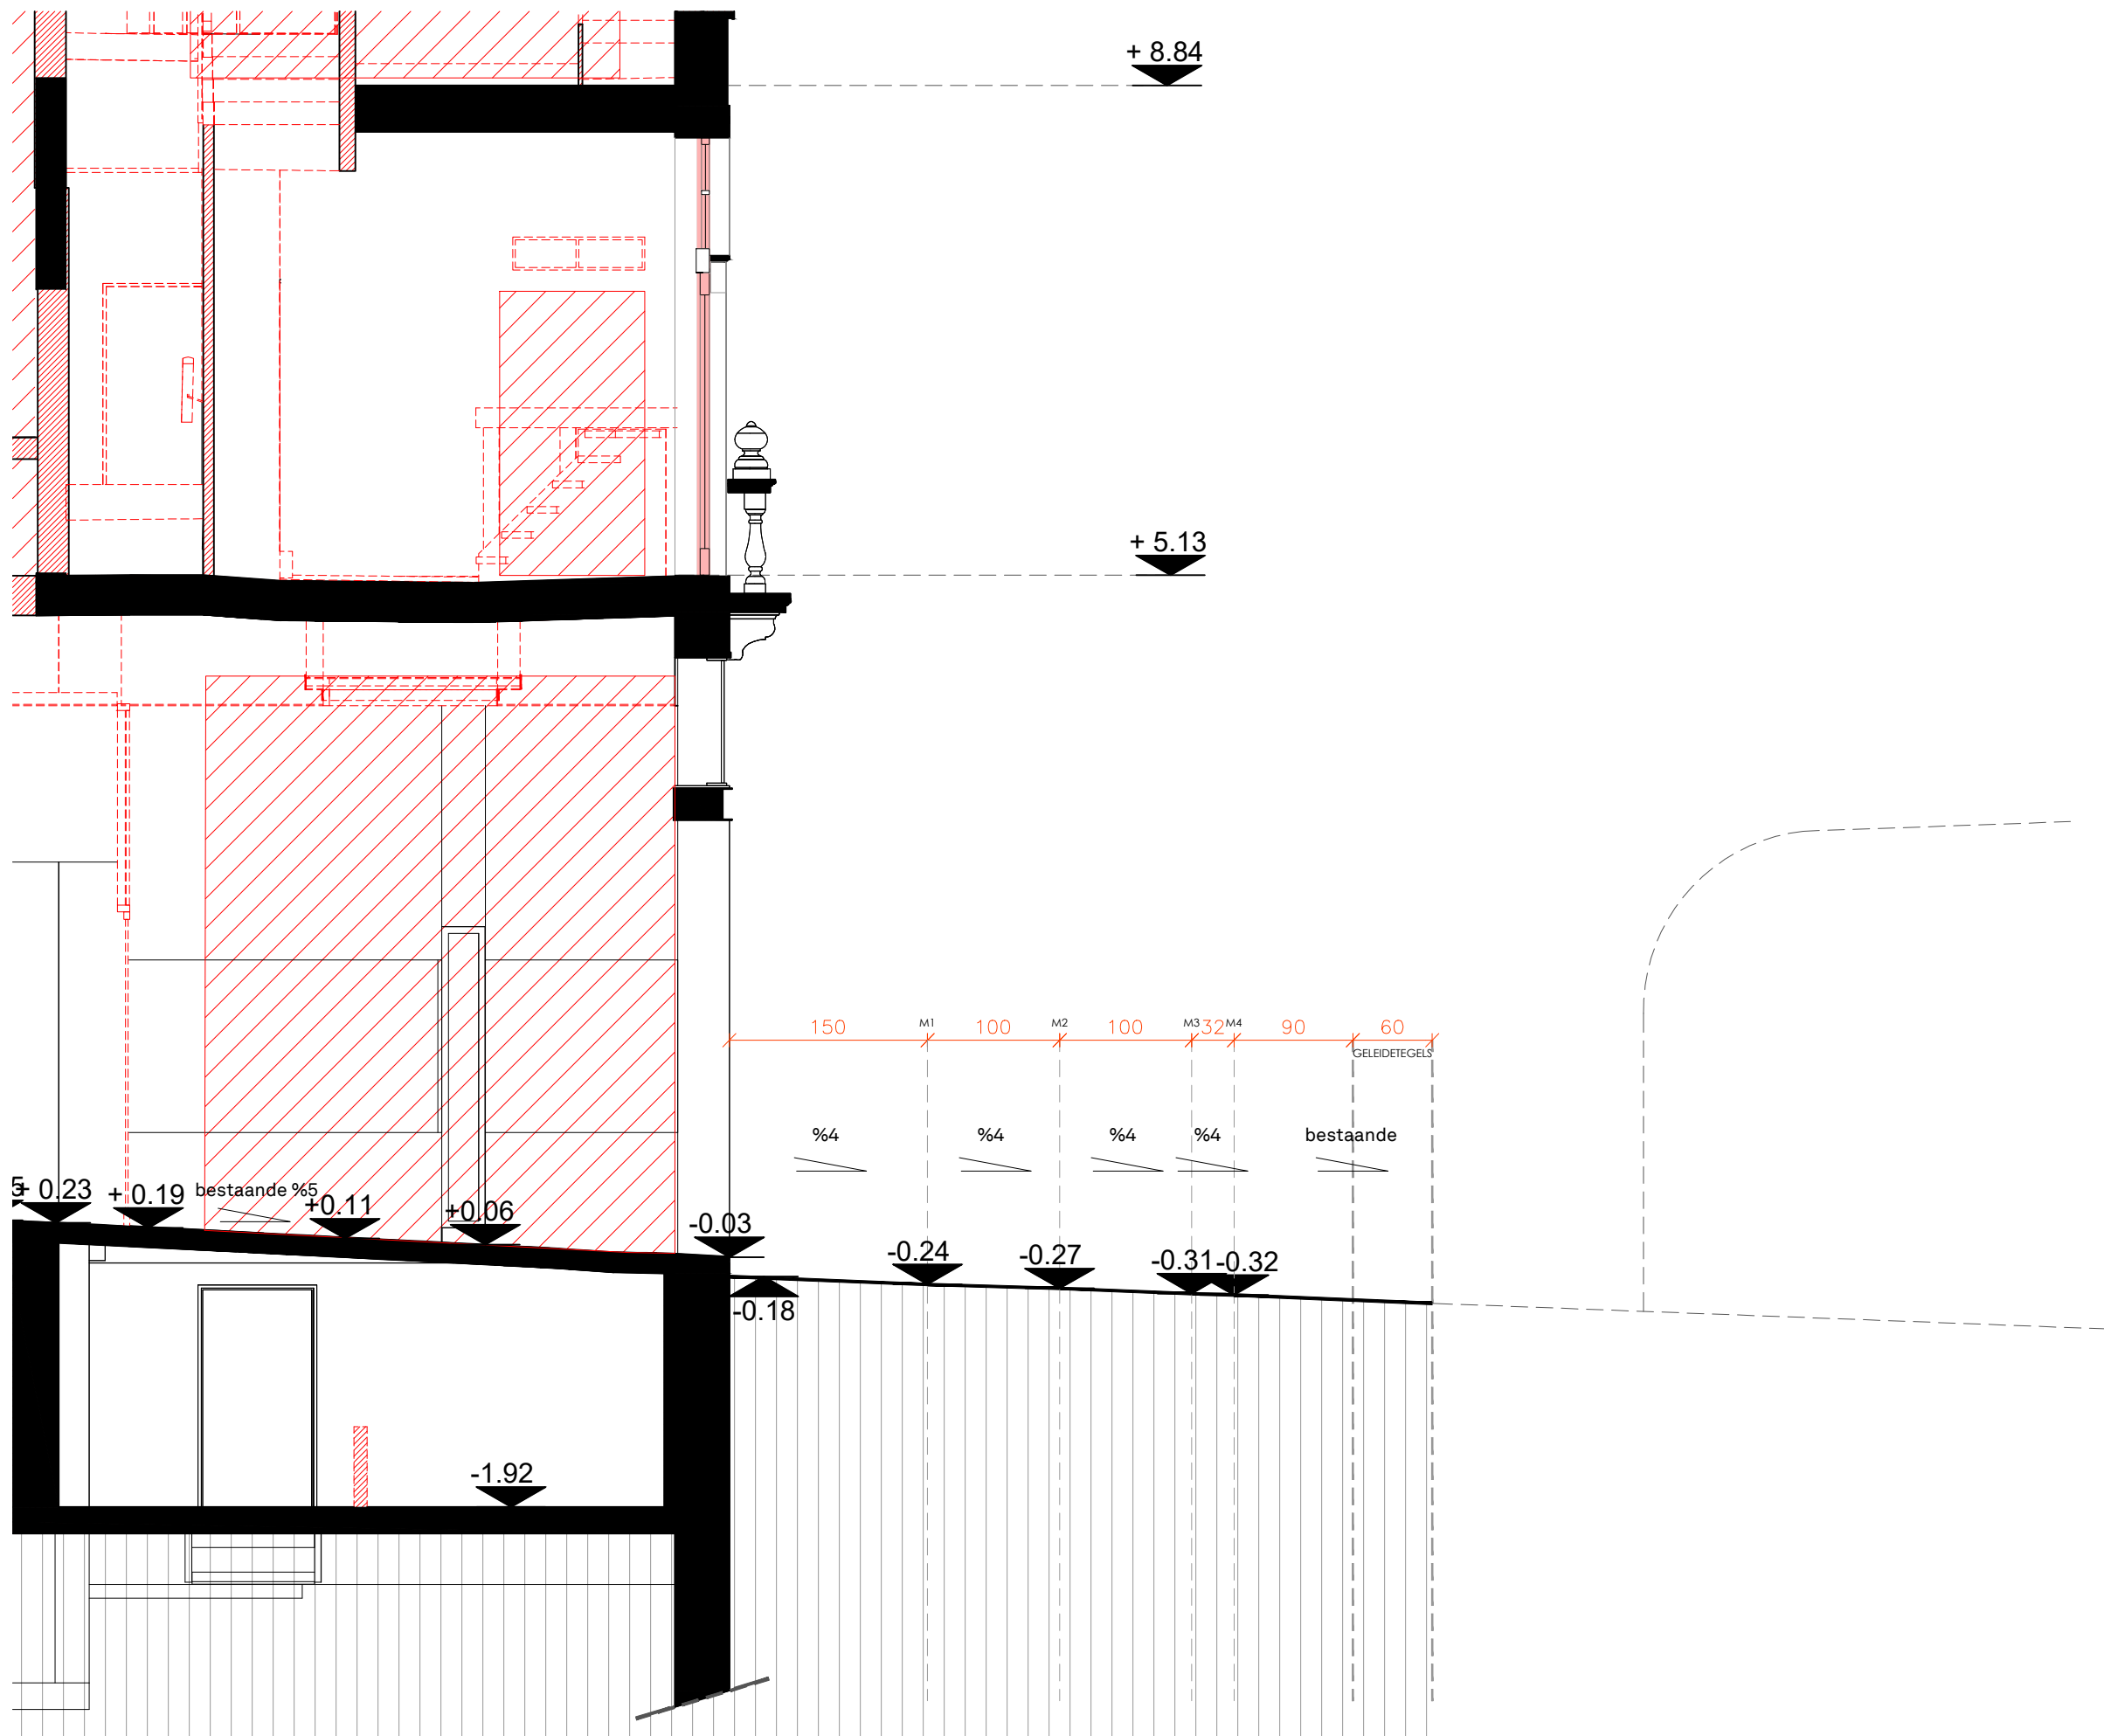 + 8.84
+ 5.13
150 M1 100 M2 100 M3 32 M4 90 60
GELEIDETEGELS
%4 %4 %4 %4 bestaande
+ 0.23 + 0.19 bestaande %5 +0.11 +0.06 -0.03
-0.24 -0.27 -0.31 -0.32
-0.18
-1.92